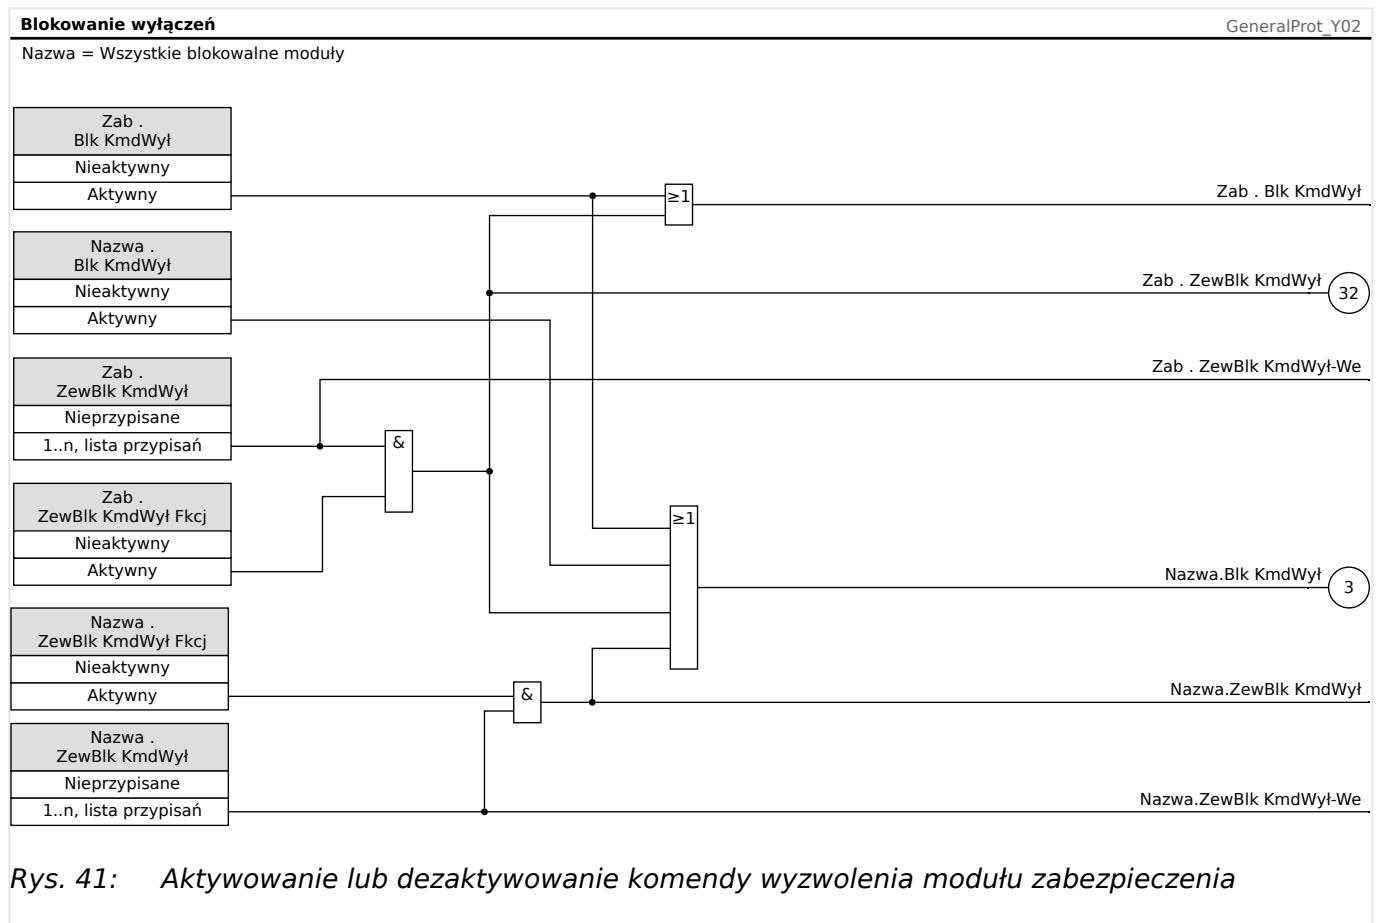 Blokowanie wyłączeń
GeneralProt_Y02
Nazwa = Wszystkie blokowalne moduły
Zab .
Blk KmdWył
Nieaktywny
Aktywny
≥1
Zab . Blk KmdWył
Nazwa .
Blk KmdWył
Nieaktywny
Aktywny
Zab . ZewBlk KmdWył
32
Zab .
ZewBlk KmdWył
Nieprzypisane
1..n, lista przypisań
Zab . ZewBlk KmdWył-We
&
Zab .
ZewBlk KmdWył Fkcj
Nieaktywny
Aktywny
≥1
Nazwa.Blk KmdWył
3
Nazwa .
ZewBlk KmdWył Fkcj
Nieaktywny
Aktywny
&
Nazwa.ZewBlk KmdWył
Nazwa .
ZewBlk KmdWył
Nieprzypisane
1..n, lista przypisań
Nazwa.ZewBlk KmdWył-We
Rys. 41: Aktywowanie lub dezaktywowanie komendy wyzwolenia modułu zabezpieczenia